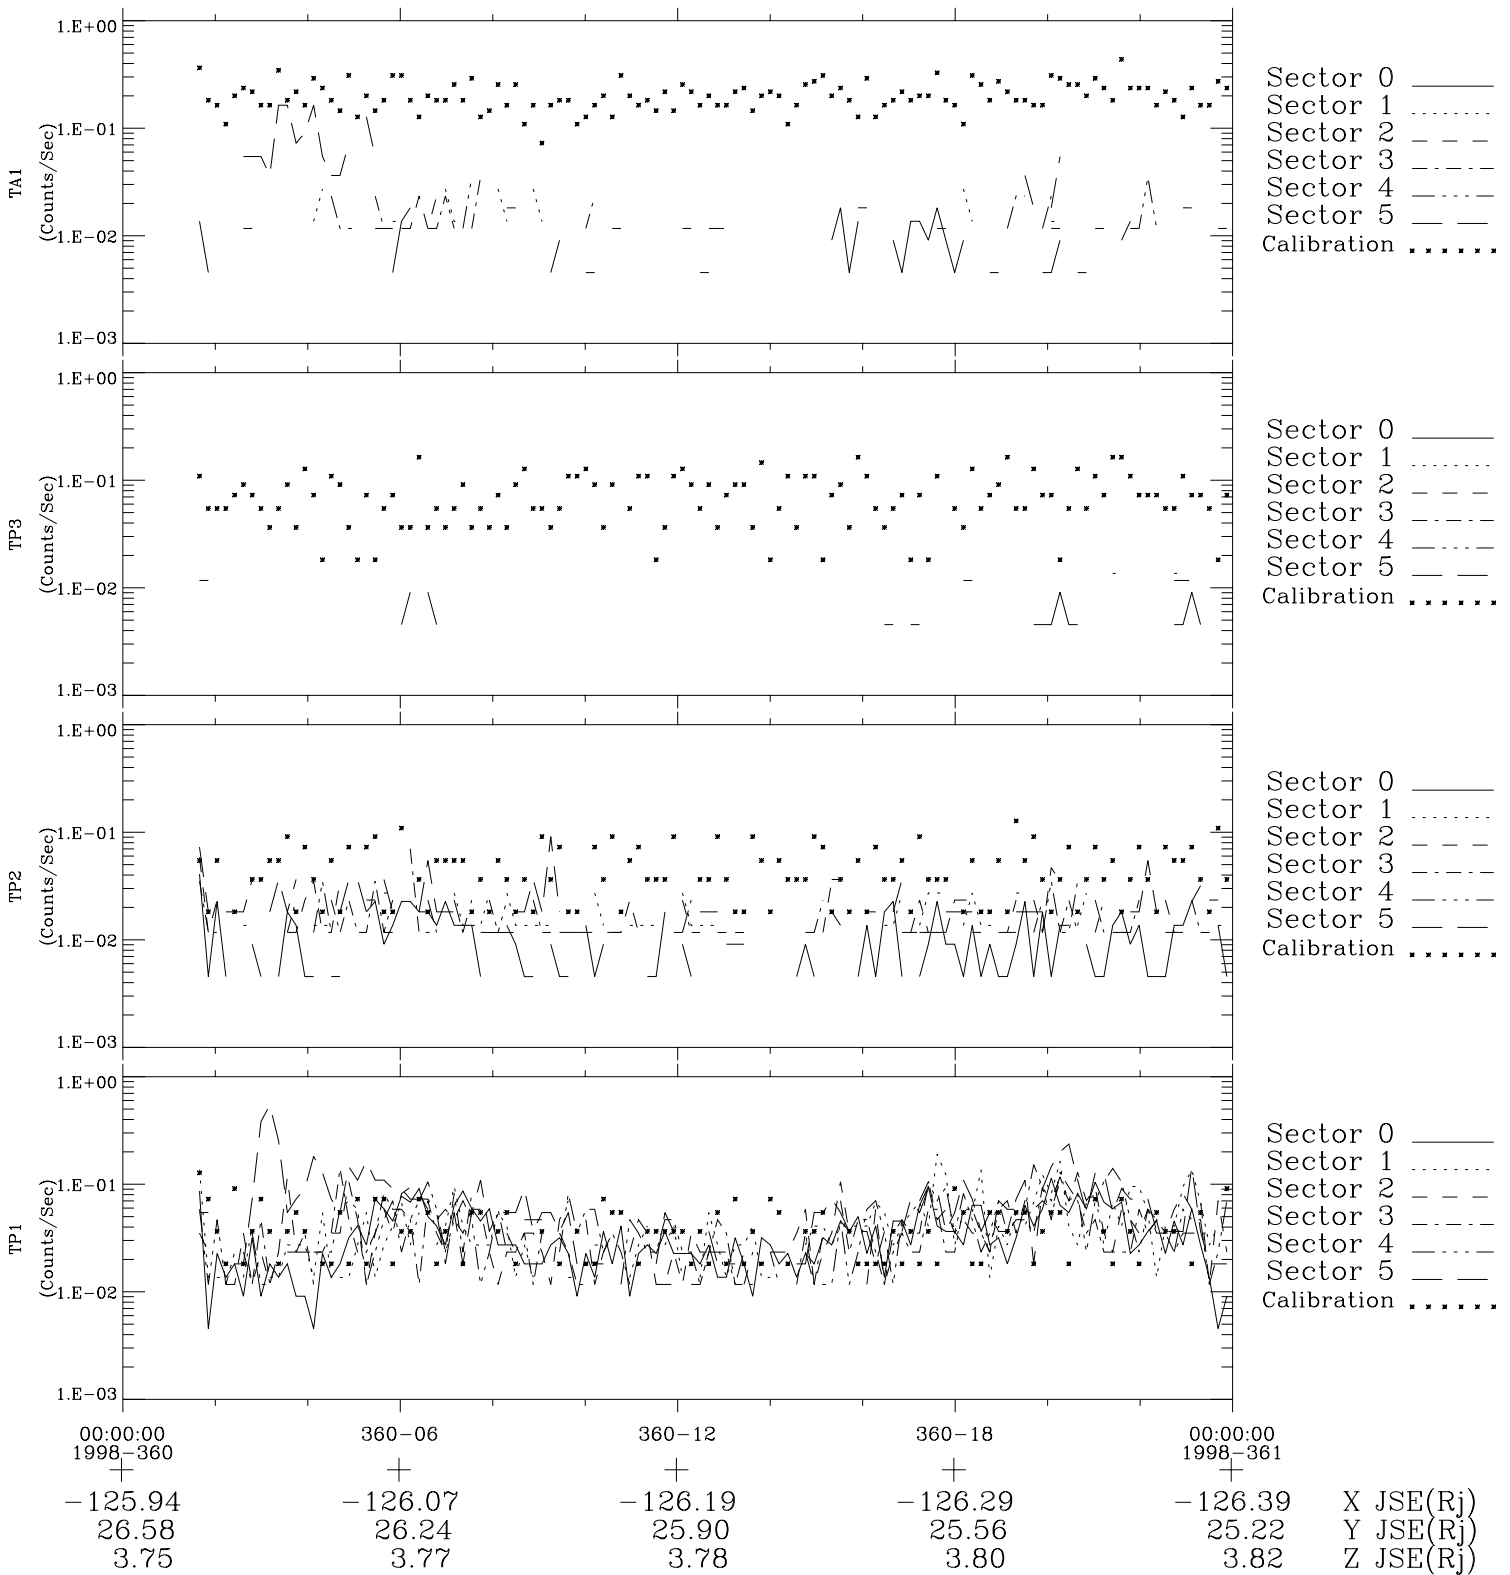 1.E+00
1.E-01
1.E-02
1.E-03
TA1
(Counts/Sec)
Sector 0
Sector 1
Sector 2
Sector 3
Sector 4
Sector 5
Calibration
1.E+00
1.E-01
1.E-02
1.E-03
TP3
(Counts/Sec)
Sector 0
Sector 1
Sector 2
Sector 3
Sector 4
Sector 5
Calibration
1.E+00
1.E-01
1.E-02
1.E-03
TP2
(Counts/Sec)
Sector 0
Sector 1
Sector 2
Sector 3
Sector 4
Sector 5
Calibration
1.E+00
1.E-01
1.E-02
1.E-03
TP1
(Counts/Sec)
Sector 0
Sector 1
Sector 2
Sector 3
Sector 4
Sector 5
Calibration
00:00:00 360-06 360-12 360-18 00:00:00
1998-360 1998-361
-125.94 -126.07 -126.19 -126.29 -126.39 X JSE(Rj)
26.58 26.24 25.90 25.56 25.22 Y JSE(Rj)
3.75 3.77 3.78 3.80 3.82 Z JSE(Rj)